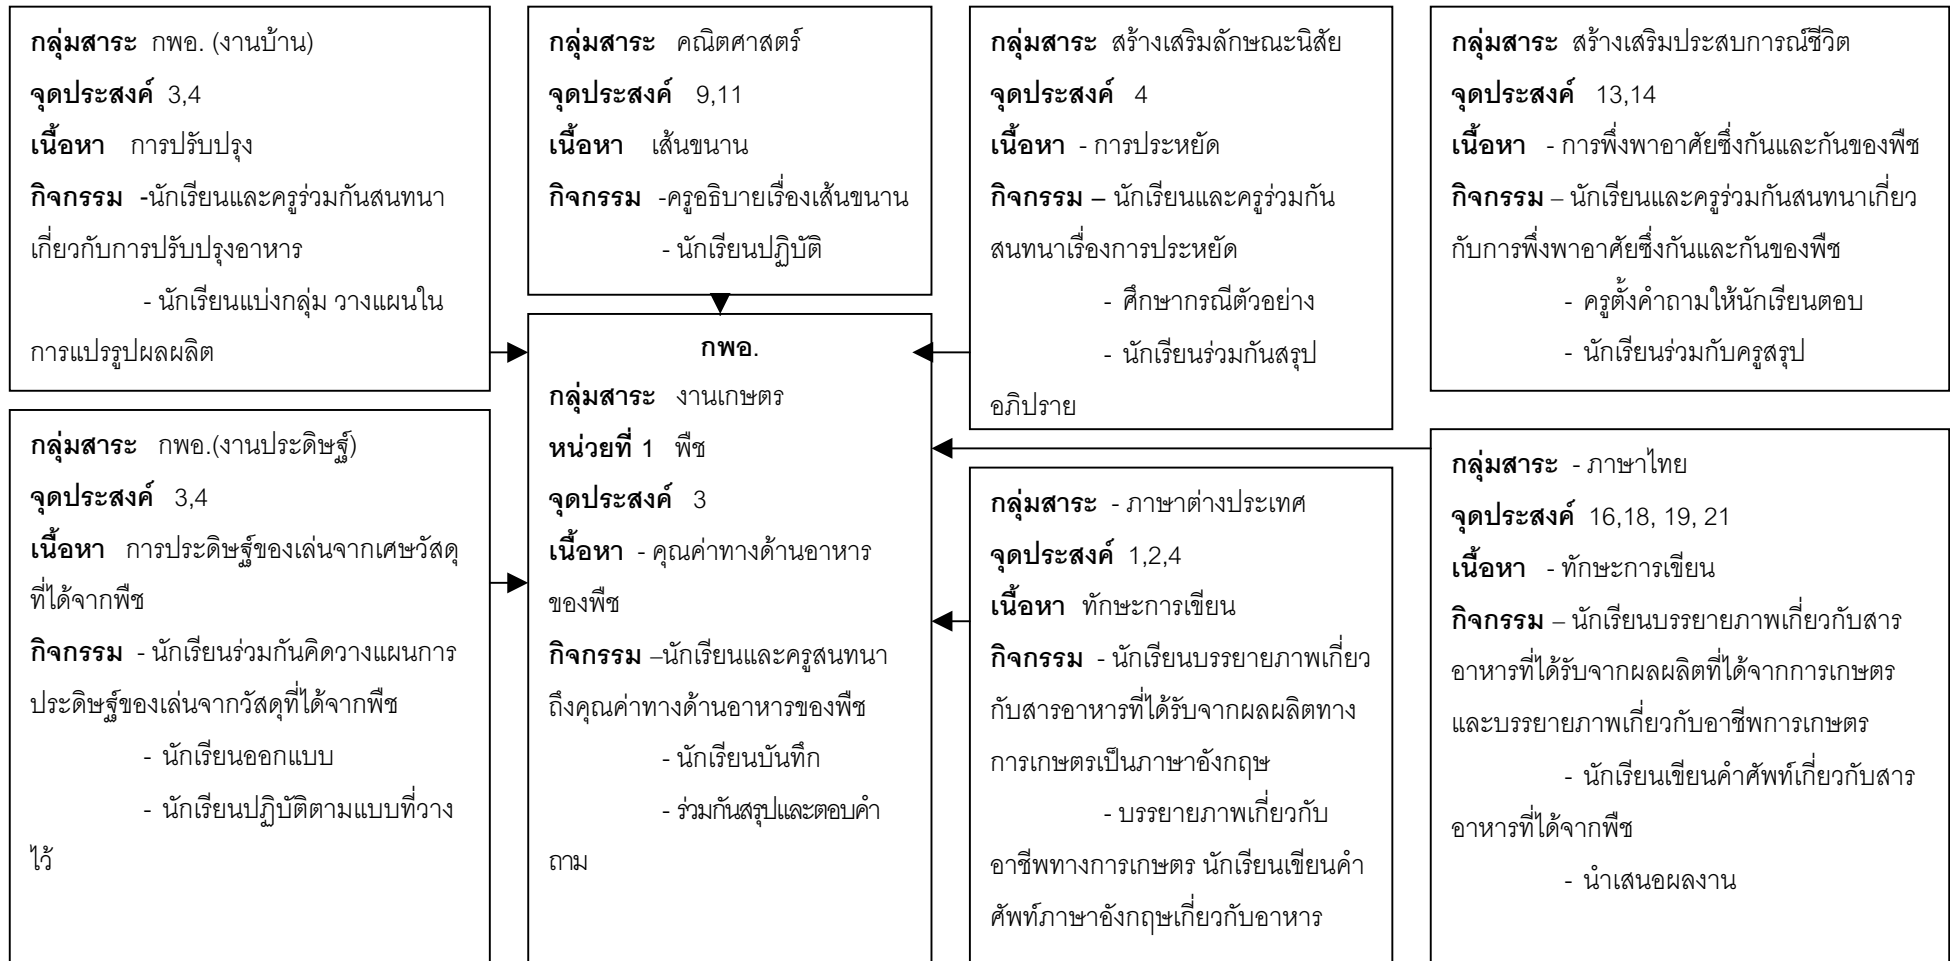 กลุ่มสาระ กพอ. (งานบ้าน)
จุดประสงค์ 3,4
เนื้อหา การปรับปรุง
กิจกรรม -นักเรียนและครูร่วมกันสนทนา
เกี่ยวกับการปรับปรุงอาหาร
- นักเรียนแบ่งกลุ่ม วางแผนใน
การแปรรูปผลผลิต
กลุ่มสาระ คณิตศาสตร์
จุดประสงค์ 9,11
เนื้อหา เส้นขนาน
กิจกรรม -ครูอธิบายเรื่องเส้นขนาน
- นักเรียนปฏิบัติ
กลุ่มสาระ สร้างเสริมลักษณะนิสัย
จุดประสงค์ 4
เนื้อหา - การประหยัด
กิจกรรม – นักเรียนและครูร่วมกัน
สนทนาเรื่องการประหยัด
- ศึกษากรณีตัวอย่าง
- นักเรียนร่วมกันสรุป
อภิปราย
กลุ่มสาระ สร้างเสริมประสบการณ์ชีวิต
จุดประสงค์ 13,14
เนื้อหา - การพึ่งพาอาศัยซึ่งกันและกันของพืช
กิจกรรม – นักเรียนและครูร่วมกันสนทนาเกี่ยว
กับการพึ่งพาอาศัยซึ่งกันและกันของพืช
- ครูตั้งคำถามให้นักเรียนตอบ
- นักเรียนร่วมกับครูสรุป
กลุ่มสาระ กพอ.(งานประดิษฐ์)
จุดประสงค์ 3,4
เนื้อหา การประดิษฐ์ของเล่นจากเศษวัสดุ
ที่ได้จากพืช
กิจกรรม - นักเรียนร่วมกันคิดวางแผนการ
ประดิษฐ์ของเล่นจากวัสดุที่ได้จากพืช
- นักเรียนออกแบบ
- นักเรียนปฏิบัติตามแบบที่วาง
ไว้
กพอ.
กลุ่มสาระ งานเกษตร
หน่วยที่ 1 พืช
จุดประสงค์ 3
เนื้อหา - คุณค่าทางด้านอาหาร
ของพืช
กิจกรรม –นักเรียนและครูสนทนา
ถึงคุณค่าทางด้านอาหารของพืช
- นักเรียนบันทึก
- ร่วมกันสรุปและตอบคำ
ถาม
กลุ่มสาระ - ภาษาต่างประเทศ
จุดประสงค์ 1,2,4
เนื้อหา ทักษะการเขียน
กิจกรรม - นักเรียนบรรยายภาพเกี่ยว
กับสารอาหารที่ได้รับจากผลผลิตทาง
การเกษตรเป็นภาษาอังกฤษ
- บรรยายภาพเกี่ยวกับ
อาชีพทางการเกษตร นักเรียนเขียนคำ
ศัพท์ภาษาอังกฤษเกี่ยวกับอาหาร
กลุ่มสาระ - ภาษาไทย
จุดประสงค์ 16,18, 19, 21
เนื้อหา - ทักษะการเขียน
กิจกรรม – นักเรียนบรรยายภาพเกี่ยวกับสาร
อาหารที่ได้รับจากผลผลิตที่ได้จากการเกษตร
และบรรยายภาพเกี่ยวกับอาชีพการเกษตร
- นักเรียนเขียนคำศัพท์เกี่ยวกับสาร
อาหารที่ได้จากพืช
- นำเสนอผลงาน